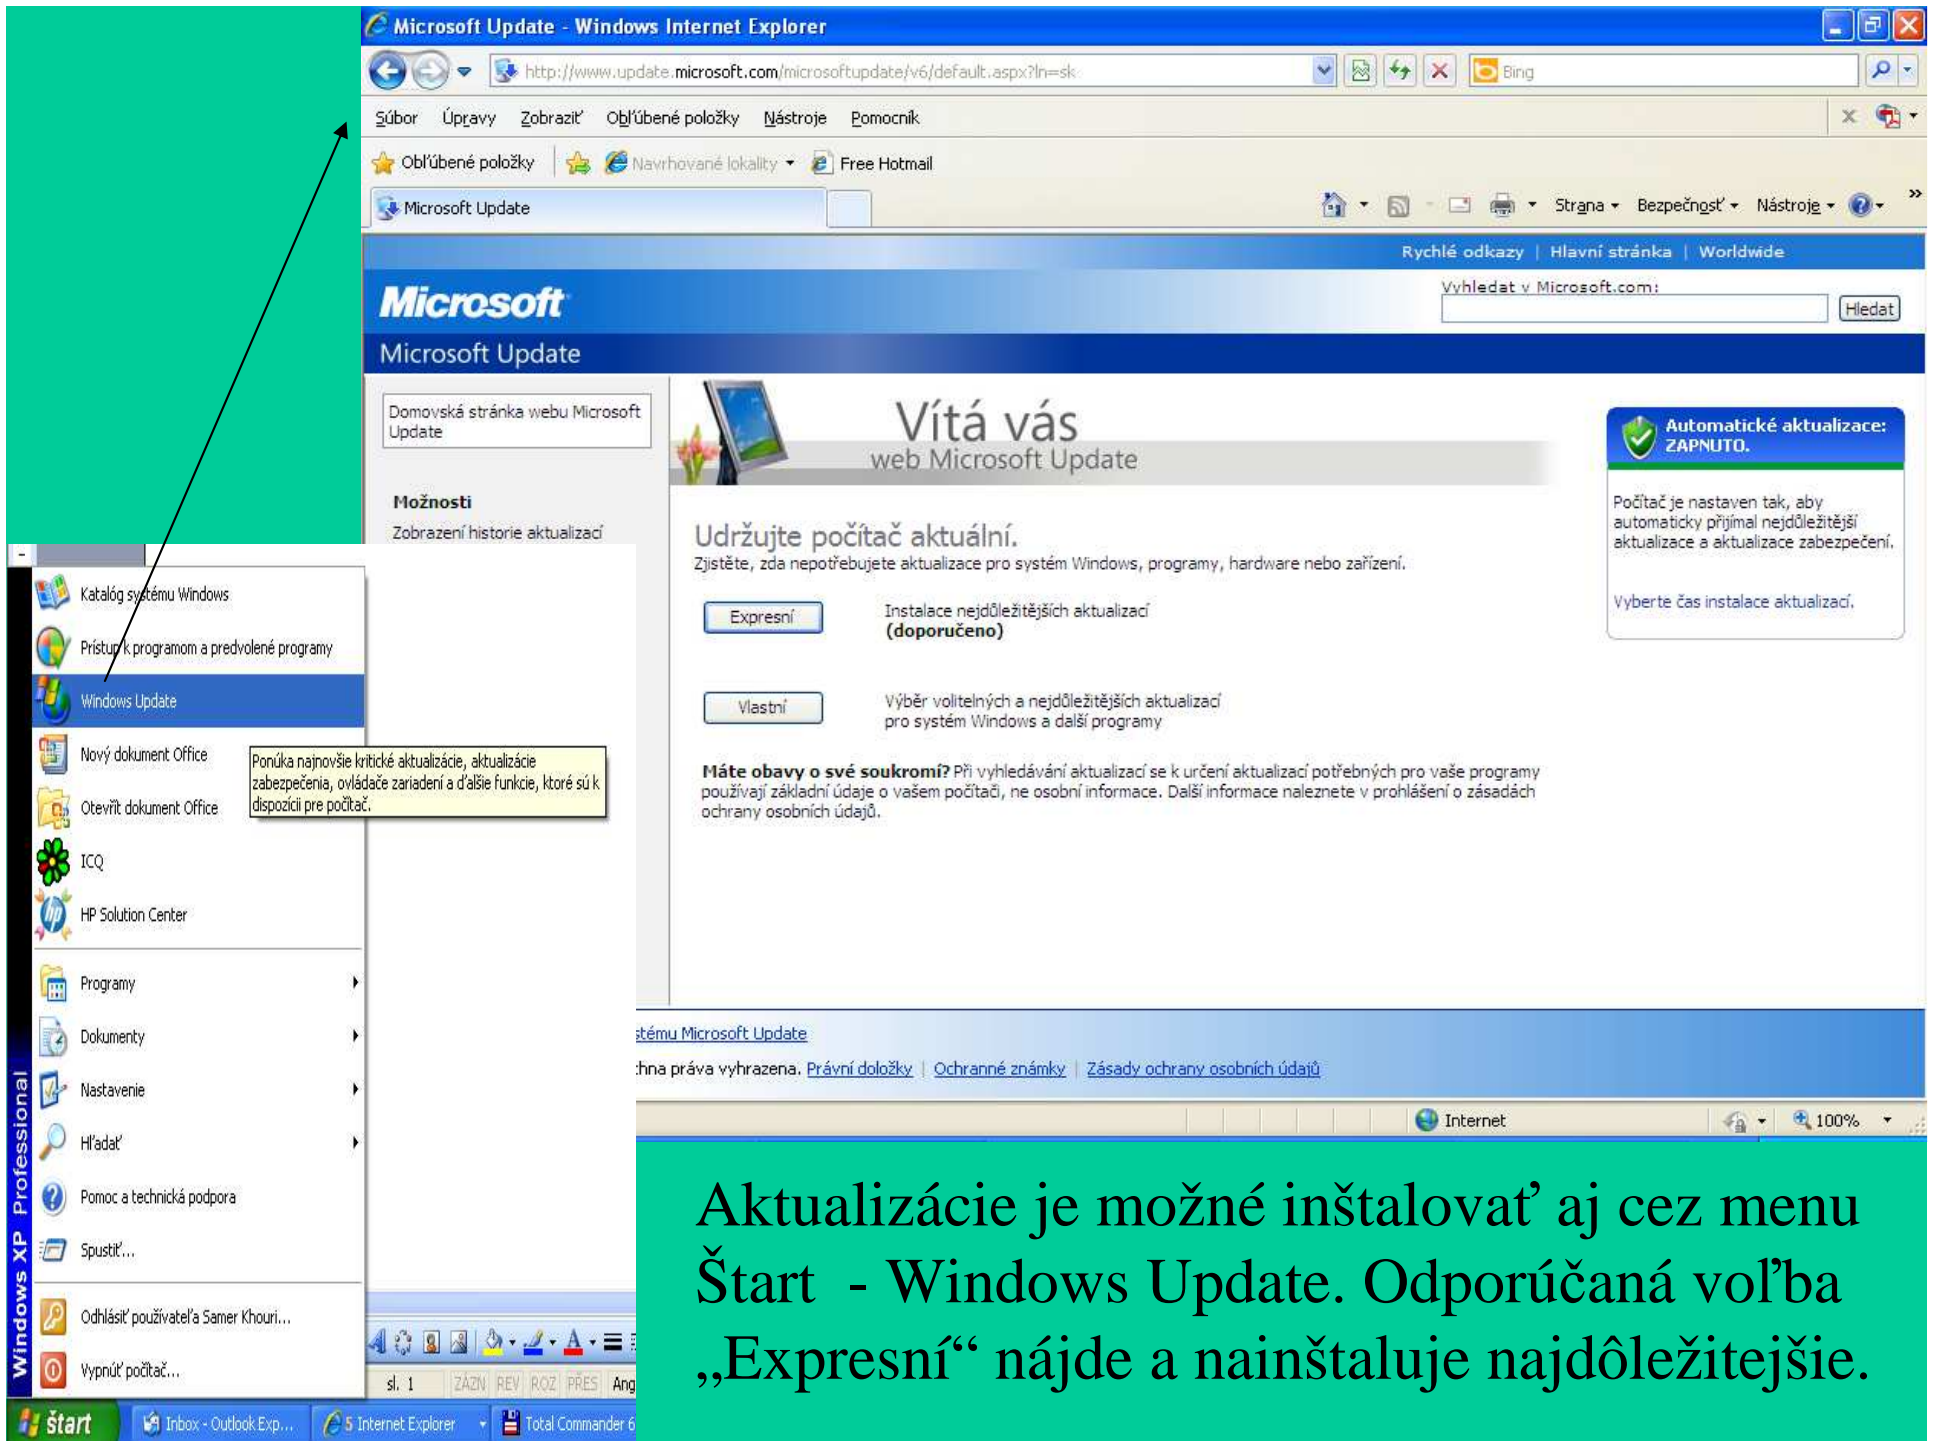 Microsoft Update - Windows Internet Explorer
http://www.update.microsoft.com/microsoftupdate/v6/default.aspx?ln=sk
Bing
Súbor Úpravy Zobraziť Obľúbené položky Nástroje Pomocník
Obľúbené položky Navrhované lokality Free Hotmail
Microsoft Update
Strana Bezpečnosť Nástroje »
Rychlé odkazy | Hlavní stránka | Worldwide
Microsoft
Vyhledat v Microsoft.com:
Hledat
Microsoft Update
Domovská stránka webu Microsoft
Update
Možnosti
Zobrazení historie aktualizací
Vítá vás
web Microsoft Update
Udržujte počítač aktuální.
Zjistěte, zda nepotřebujete aktualizace pro systém Windows, programy, hardware nebo zařízení.
Expresní
Instalace nejdůležitějších aktualizací
(doporučeno)
Vlastní
Výběr volitelných a nejdůležitějších aktualizací
pro systém Windows a další programy
Máte obavy o své soukromí? Při vyhledávání aktualizací se k určení aktualizací potřebných pro vaše programy
používají základní údaje o vašem počítači, ne osobní informace. Další informace naleznete v prohlášení o zásadách
ochrany osobních údajů.
Automatické aktualizace:
ZAPNUTO.
Počítač je nastaven tak, aby
automaticky přijímal nejdůležitější
aktualizace a aktualizace zabezpečení.
Vyberte čas instalace aktualizací.
stému Microsoft Update
hna práva vyhrazena. Právní doložky | Ochranné známky | Zásady ochrany osobních údajů
Internet
100%
Katalóg systému Windows
Prístup k programom a predvolené programy
Windows Update
Nový dokument Office
Otevřít dokument Office
ICQ
HP Solution Center
Ponúka najnovšie kritické aktualizácie, aktualizácie
zabezpečenia, ovládače zariadení a ďalšie funkcie, ktoré sú k
dispozícii pre počítač.
Programy
Dokumenty
Nastavenie
Hľadať
Pomoc a technická podpora
Spustiť...
Odhlásiť používateľa Samer Khouri...
Vypnúť počítač...
Windows XP Professional
sl. 1 ZÁZN REV ROZ PŘES Ang
štart Inbox - Outlook Exp... 5 Internet Explorer Total Commander 6
Aktualizácie je možné inštalovať aj cez menu
Štart - Windows Update. Odporúčaná voľba
„Expresní“ nájde a nainštaluje najdôležitejšie.